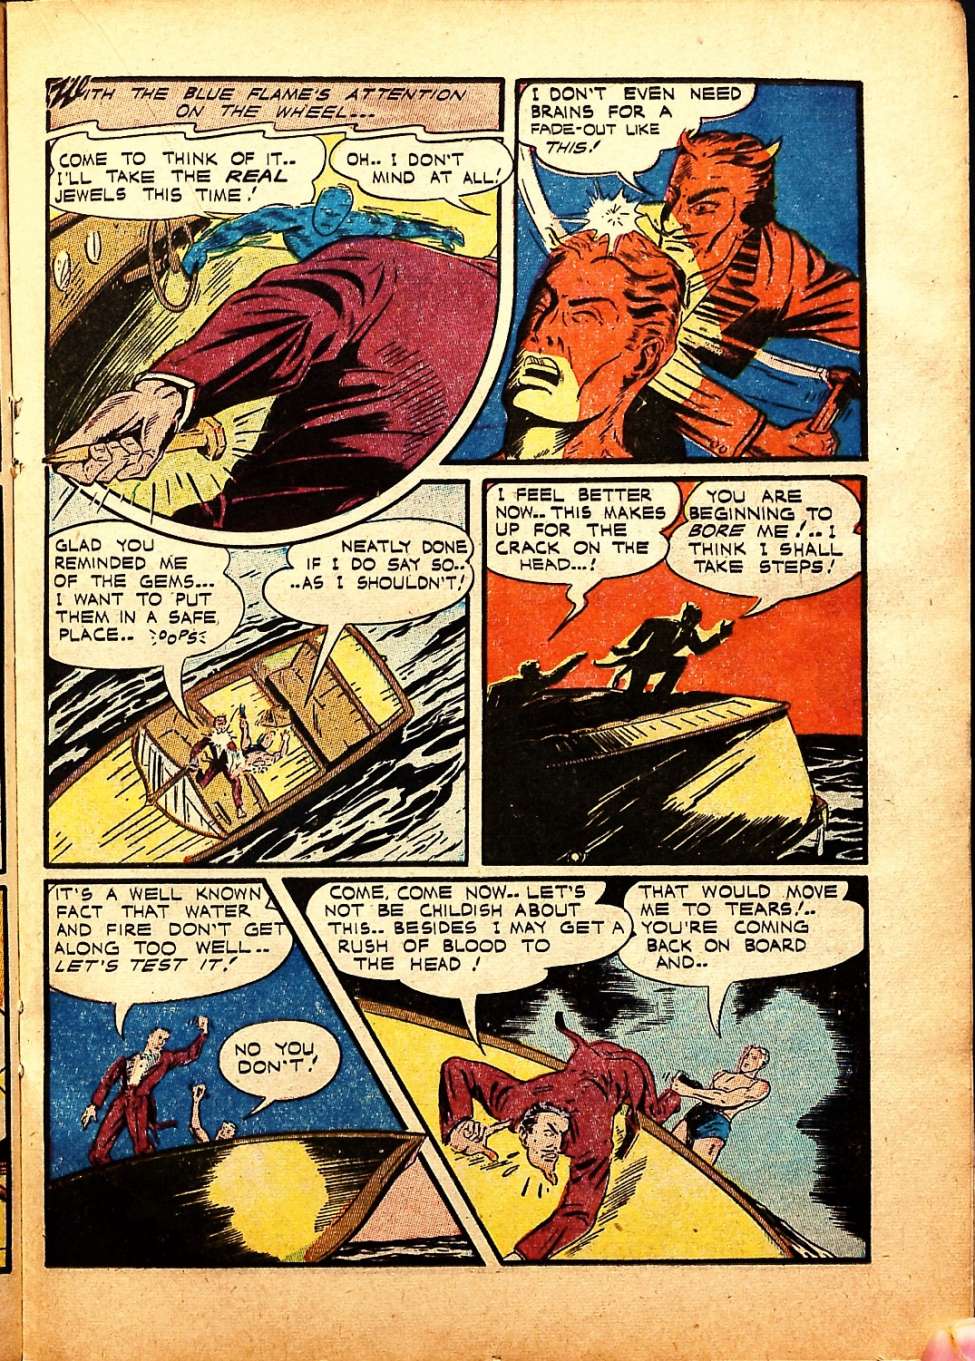 WITH THE BLUE FLAME'S ATTENTION
ON THE WHEEL...
COME TO THINK OF IT..
I'LL TAKE THE REAL
JEWELS THIS TIME!
OH.. I DON'T
MIND AT ALL!
I DON'T EVEN NEED
BRAINS FOR A
FADE-OUT LIKE
THIS!
GLAD YOU
REMINDED ME
OF THE GEMS...
I WANT TO PUT
THEM IN A SAFE
PLACE.. OOPS
NEATLY DONE
IF I DO SAY SO..
..AS I SHOULDN'T!
I FEEL BETTER
NOW.. THIS MAKES
UP FOR THE
CRACK ON THE
HEAD...!
YOU ARE
BEGINNING TO
BORE ME!.. I
THINK I SHALL
TAKE STEPS!
IT'S A WELL KNOWN
FACT THAT WATER
AND FIRE DON'T GET
ALONG TOO WELL..
LET'S TEST IT!
NO YOU
DON'T!
COME, COME NOW.. LET'S
NOT BE CHILDISH ABOUT
THIS.. BESIDES I MAY GET A
RUSH OF BLOOD TO
THE HEAD!
THAT WOULD MOVE
ME TO TEARS!..
YOU'RE COMING
BACK ON BOARD
AND..